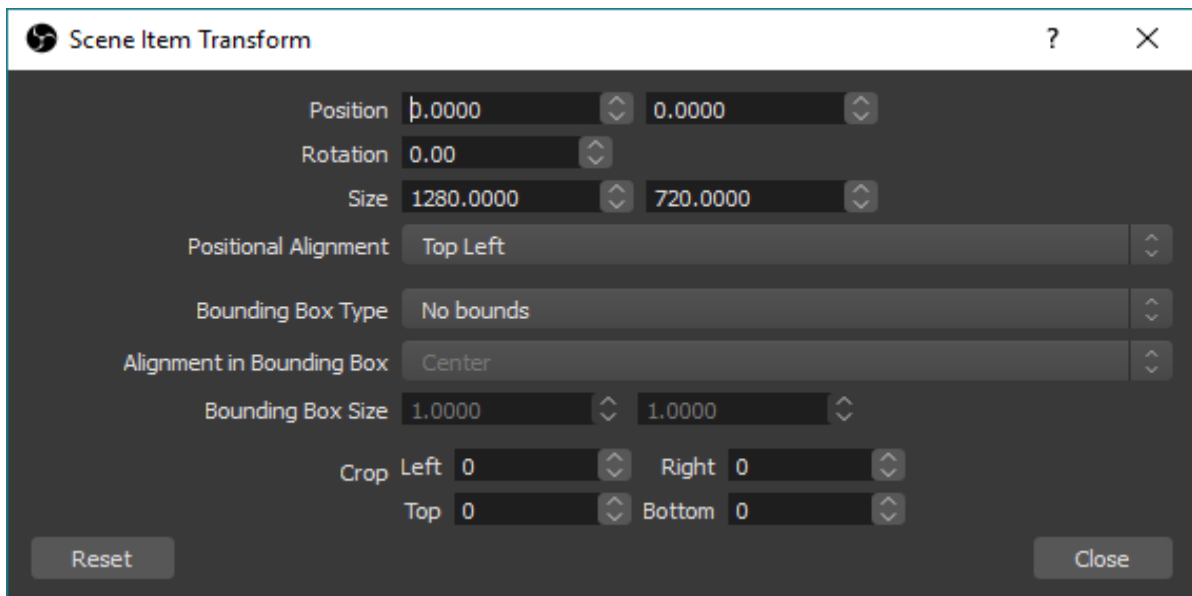 Scene Item Transform ?
Position 0.0000 0.0000
Rotation 0.00
Size 1280.0000 720.0000
Positional Alignment Top Left
Bounding Box Type No bounds
Alignment in Bounding Box Center
Bounding Box Size 1.0000 1.0000
Crop Left 0 Right 0
Top 0 Bottom 0
Reset Close